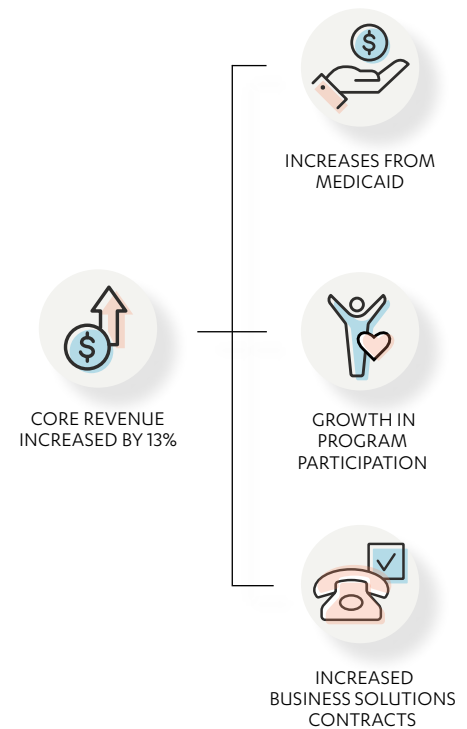 $
INCREASES FROM
MEDICAID
$
CORE REVENUE
INCREASED BY 13%
GROWTH IN
PROGRAM
PARTICIPATION
INCREASED
BUSINESS SOLUTIONS
CONTRACTS